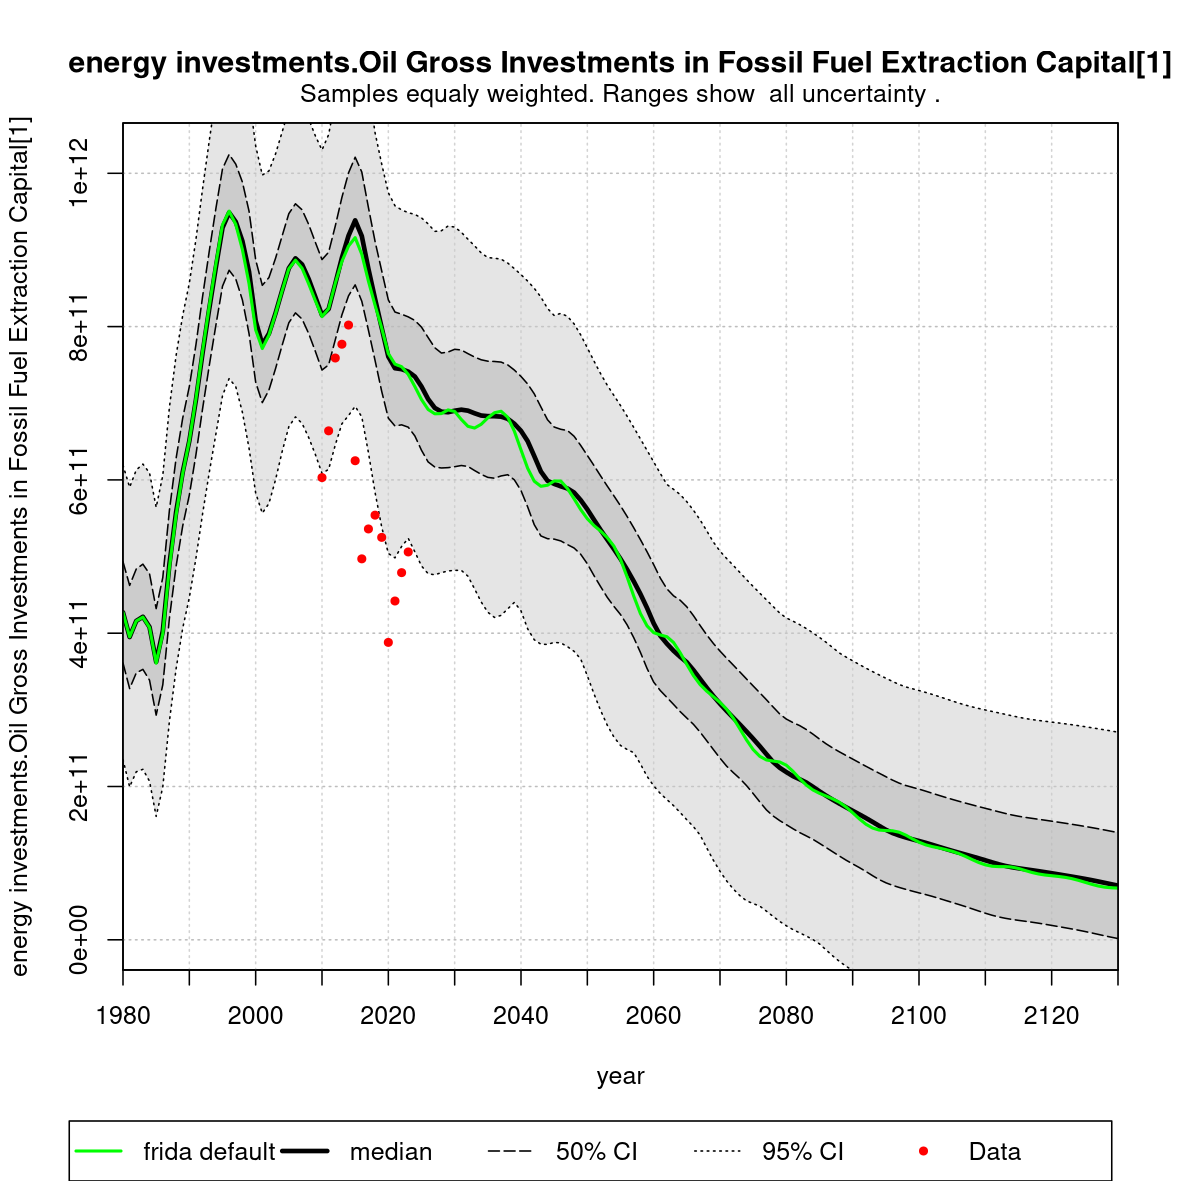 energy investments.Oil Gross Investments in Fossil Fuel Extraction Capital[1]
Samples equaly weighted. Ranges show  all uncertainty .
energy investments.Oil Gross Investments in Fossil Fuel Extraction Capital[1]
1e+12
8e+11
6e+11
4e+11
2e+11
0e+00
1980 2000 2020 2040 2060 2080 2100 2120
year
frida default median 50% CI 95% CI Data